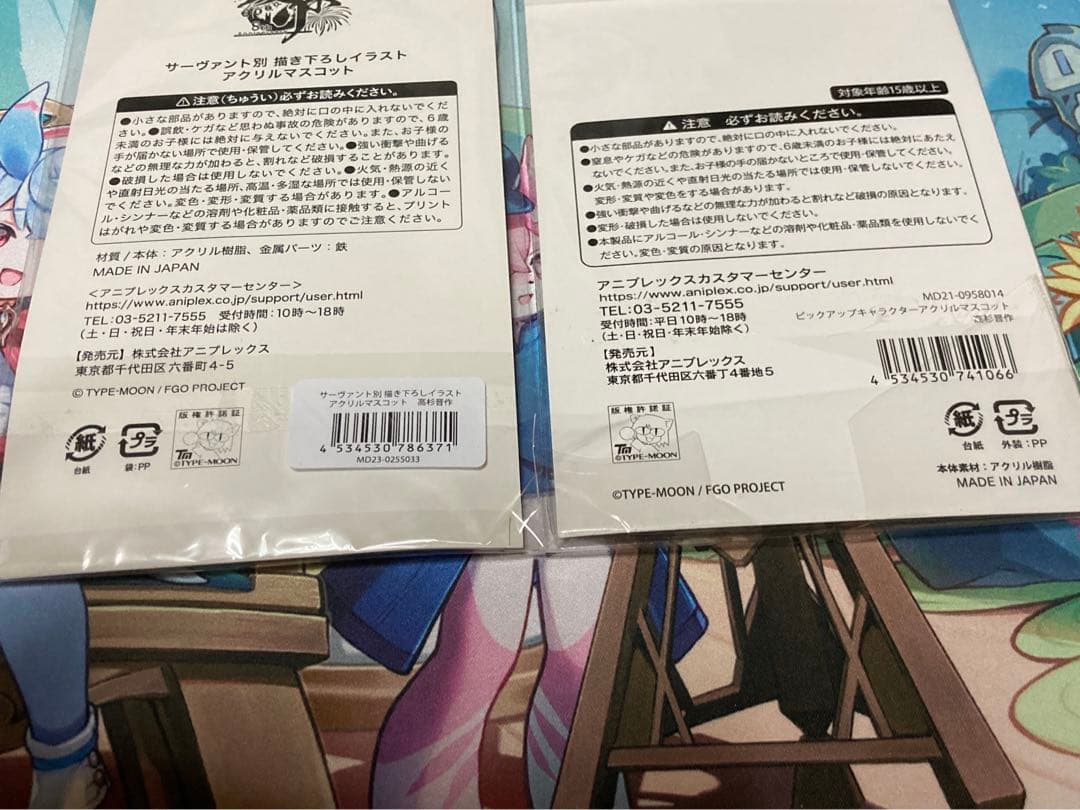 サーヴァント別 描き下ろしイラスト
アクリルマスコット
⚠注意(ちゅうい)必ずお読みください。
●小さな部品がありますので、絶対に口の中に入れないでくだ
さい。●誤飲・ケガなど思わぬ事故の危険がありますので、6歳
未満のお子様には絶対に与えないでください。また、お子様の
手が届かない場所で使用・保管してください。●強い衝撃や曲げる
などの無理な力が加わると、割れなど破損することがあります。
●破損した場合は使用しないでください。●火気・熱源の近く
や直射日光の当たる場所、高温・多湿な場所では使用・保管しない
でください。変色・変形・変質する場合があります。●アルコー
ル・シンナーなどの溶剤や化粧品・薬品類に接触すると、プリント
はがれや変色・変質する場合がありますのでご注意ください。
材質/本体:アクリル樹脂、金属パーツ:鉄
MADE IN JAPAN
<アニプレックスカスタマーセンター>
https://www.aniplex.co.jp/support/user.html
TEL:03-5211-7555 受付時間:10時~18時
(土・日・祝日・年末年始は除く)
【発売元】株式会社アニプレックス
東京都千代田区六番町4-5
© TYPE-MOON / FGO PROJECT
紙
台紙
プラ
袋:PP
版権許諾証
TM
©TYPE-MOON
サーヴァント別 描き下ろしイラスト
アクリルマスコット 高杉晋作
4 534530 786371
MD23-0255033
対象年齢15歳以上
⚠注意 必ずお読みください。
●小さな部品がありますので、絶対に口の中に入れないでください。
●窒息やケガなどの危険がありますので、6歳未満のお子様には絶対にあたえ
ないでください。また、お子様の手の届かないところで使用・保管してください。
●火気・熱源の近くや直射日光の当たる場所では使用・保管しないでください。
変形・変質や変色をする場合があります。
●強い衝撃や曲げるなどの無理な力が加わると割れなど破損の原因となります。
●変形・破損した場合は使用しないでください。
●本製品にアルコール・シンナーなどの溶剤や化粧品・薬品類を使用しないでく
ださい。変色・変質の原因となります。
アニプレックスカスタマーセンター
https://www.aniplex.co.jp/support/user.html
TEL:03-5211-7555
受付時間:平日10時~18時
(土・日・祝日・年末年始を除く)
【発売元】
株式会社アニプレックス
東京都千代田区六番丁4番地5
MD21-0958014
ピックアップキャラクターアクリルマスコット
高杉晋作
4 534530 741066
版権許諾証
TM
©TYPE-MOON
紙
台紙
プラ
外装:PP
本体素材:アクリル樹脂
MADE IN JAPAN
©TYPE-MOON / FGO PROJECT